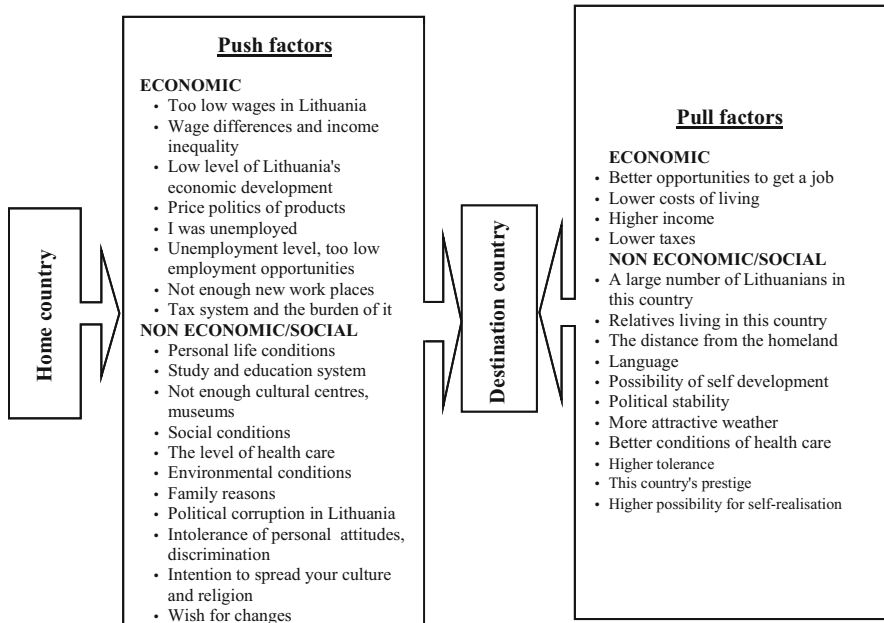 Home country
Push factors
ECONOMIC
• Too low wages in Lithuania
• Wage differences and income
inequality
• Low level of Lithuania's
economic development
• Price politics of products
• I was unemployed
• Unemployment level, too low
employment opportunities
• Not enough new work places
• Tax system and the burden of it
NON ECONOMIC/SOCIAL
• Personal life conditions
• Study and education system
• Not enough cultural centres,
museums
• Social conditions
• The level of health care
• Environmental conditions
• Family reasons
• Political corruption in Lithuania
• Intolerance of personal attitudes,
discrimination
• Intention to spread your culture
and religion
• Wish for changes
Destination country
Pull factors
ECONOMIC
• Better opportunities to get a job
• Lower costs of living
• Higher income
• Lower taxes
NON ECONOMIC/SOCIAL
• A large number of Lithuanians in
this country
• Relatives living in this country
• The distance from the homeland
• Language
• Possibility of self development
• Political stability
• More attractive weather
• Better conditions of health care
• Higher tolerance
• This country's prestige
• Higher possibility for self-realisation